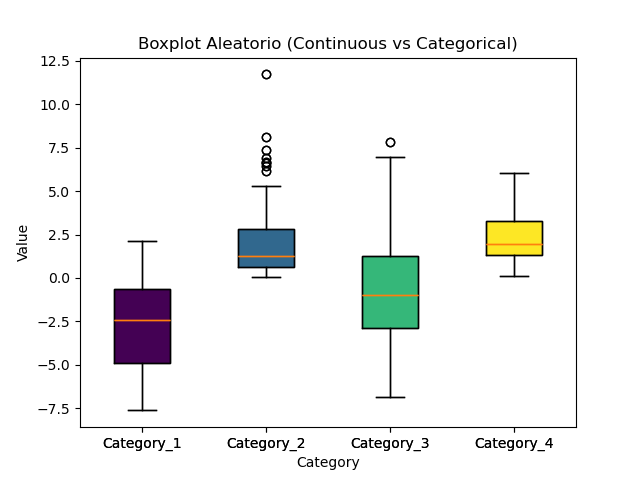 Boxplot Aleatorio (Continuous vs Categorical)
12.5
10.0
7.5
5.0
2.5
0.0
−2.5
−5.0
−7.5
Value
Category_1 Category_2 Category_3 Category_4
Category